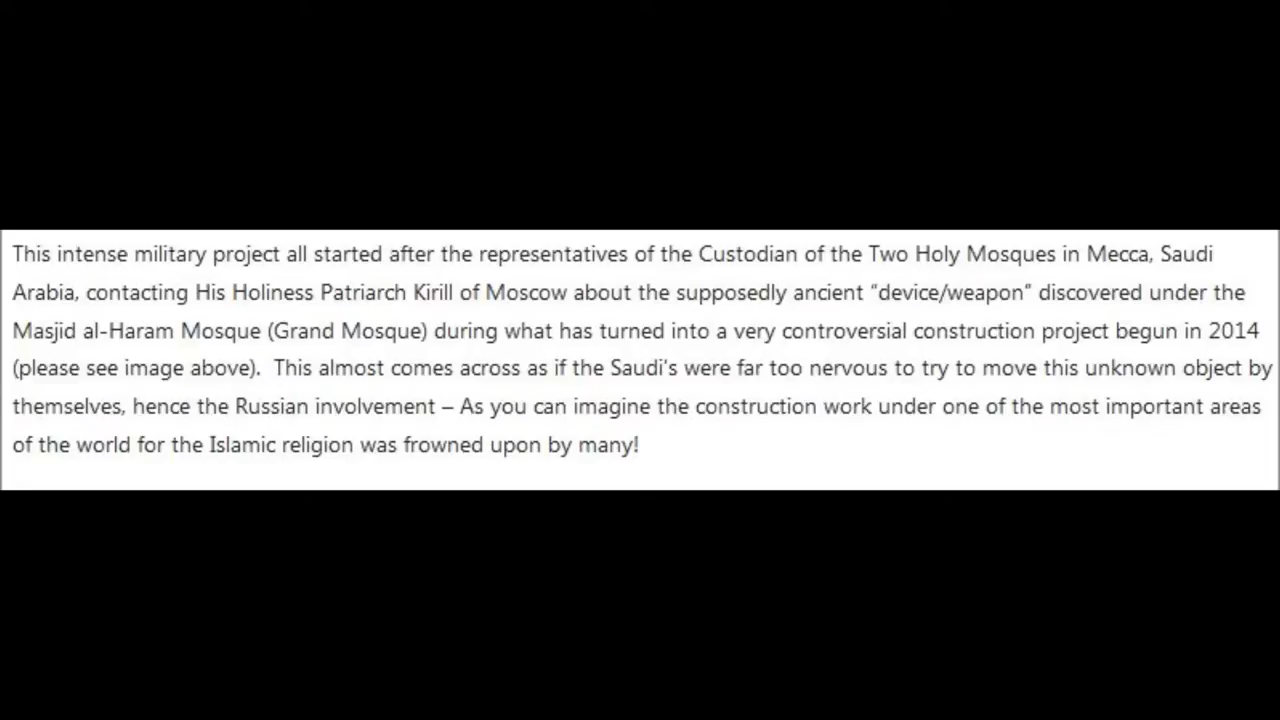 This intense military project all started after the representatives of the Custodian of the Two Holy Mosques in Mecca, Saudi
Arabia, contacting His Holiness Patriarch Kirill of Moscow about the supposedly ancient “device/weapon” discovered under the
Masjid al-Haram Mosque (Grand Mosque) during what has turned into a very controversial construction project begun in 2014
(please see image above).  This almost comes across as if the Saudi's were far too nervous to try to move this unknown object by
themselves, hence the Russian involvement – As you can imagine the construction work under one of the most important areas
of the world for the Islamic religion was frowned upon by many!